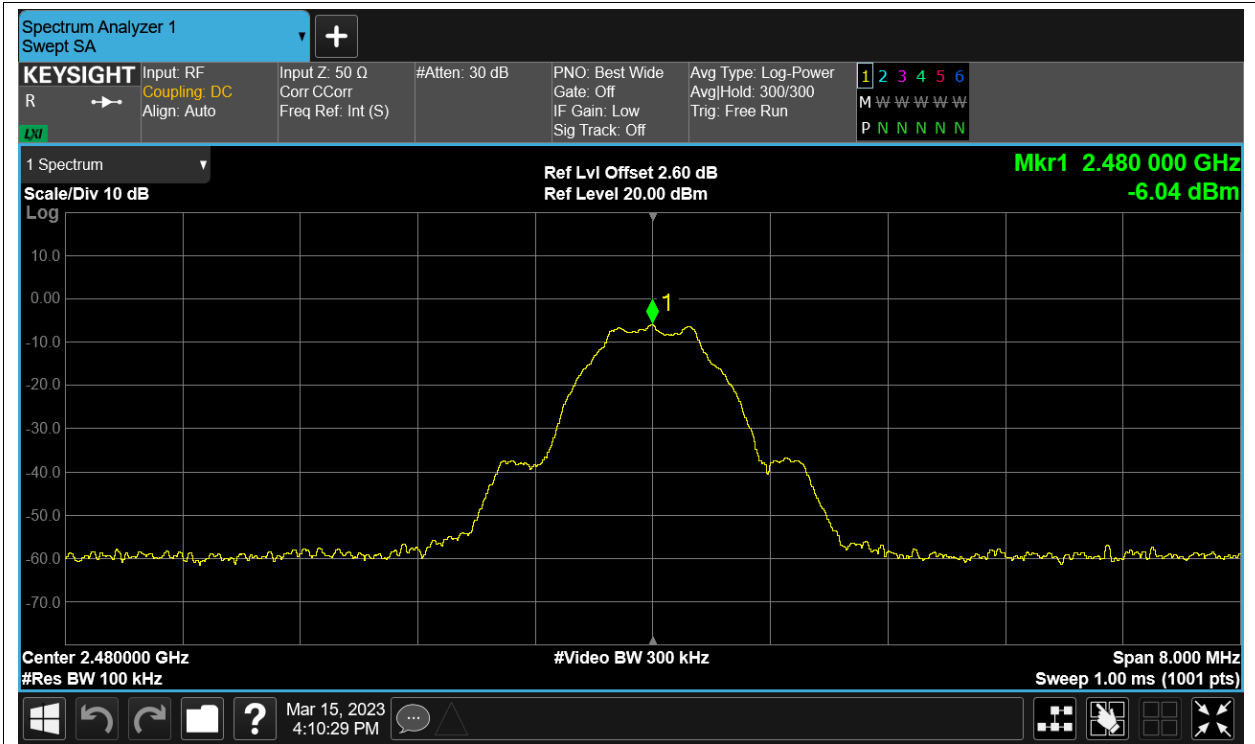 Spectrum Analyzer 1
Swept SA
+
KEYSIGHT
R
LXI
Input: RF
Coupling: DC
Align: Auto
Input Z: 50 Ω
Corr CCorr
Freq Ref: Int (S)
#Atten: 30 dB
PNO: Best Wide
Gate: Off
IF Gain: Low
Sig Track: Off
Avg Type: Log-Power
Avg|Hold: 300/300
Trig: Free Run
1 2 3 4 5 6
M W W W W W
P N N N N N
1 Spectrum
Scale/Div 10 dB
Ref Lvl Offset 2.60 dB
Ref Level 20.00 dBm
Mkr1 2.480 000 GHz
-6.04 dBm
Log
10.0
0.00
-10.0
-20.0
-30.0
-40.0
-50.0
-60.0
-70.0
1
Center 2.480000 GHz
#Video BW 300 kHz
Span 8.000 MHz
#Res BW 100 kHz
Sweep 1.00 ms (1001 pts)
?
Mar 15, 2023
4:10:29 PM